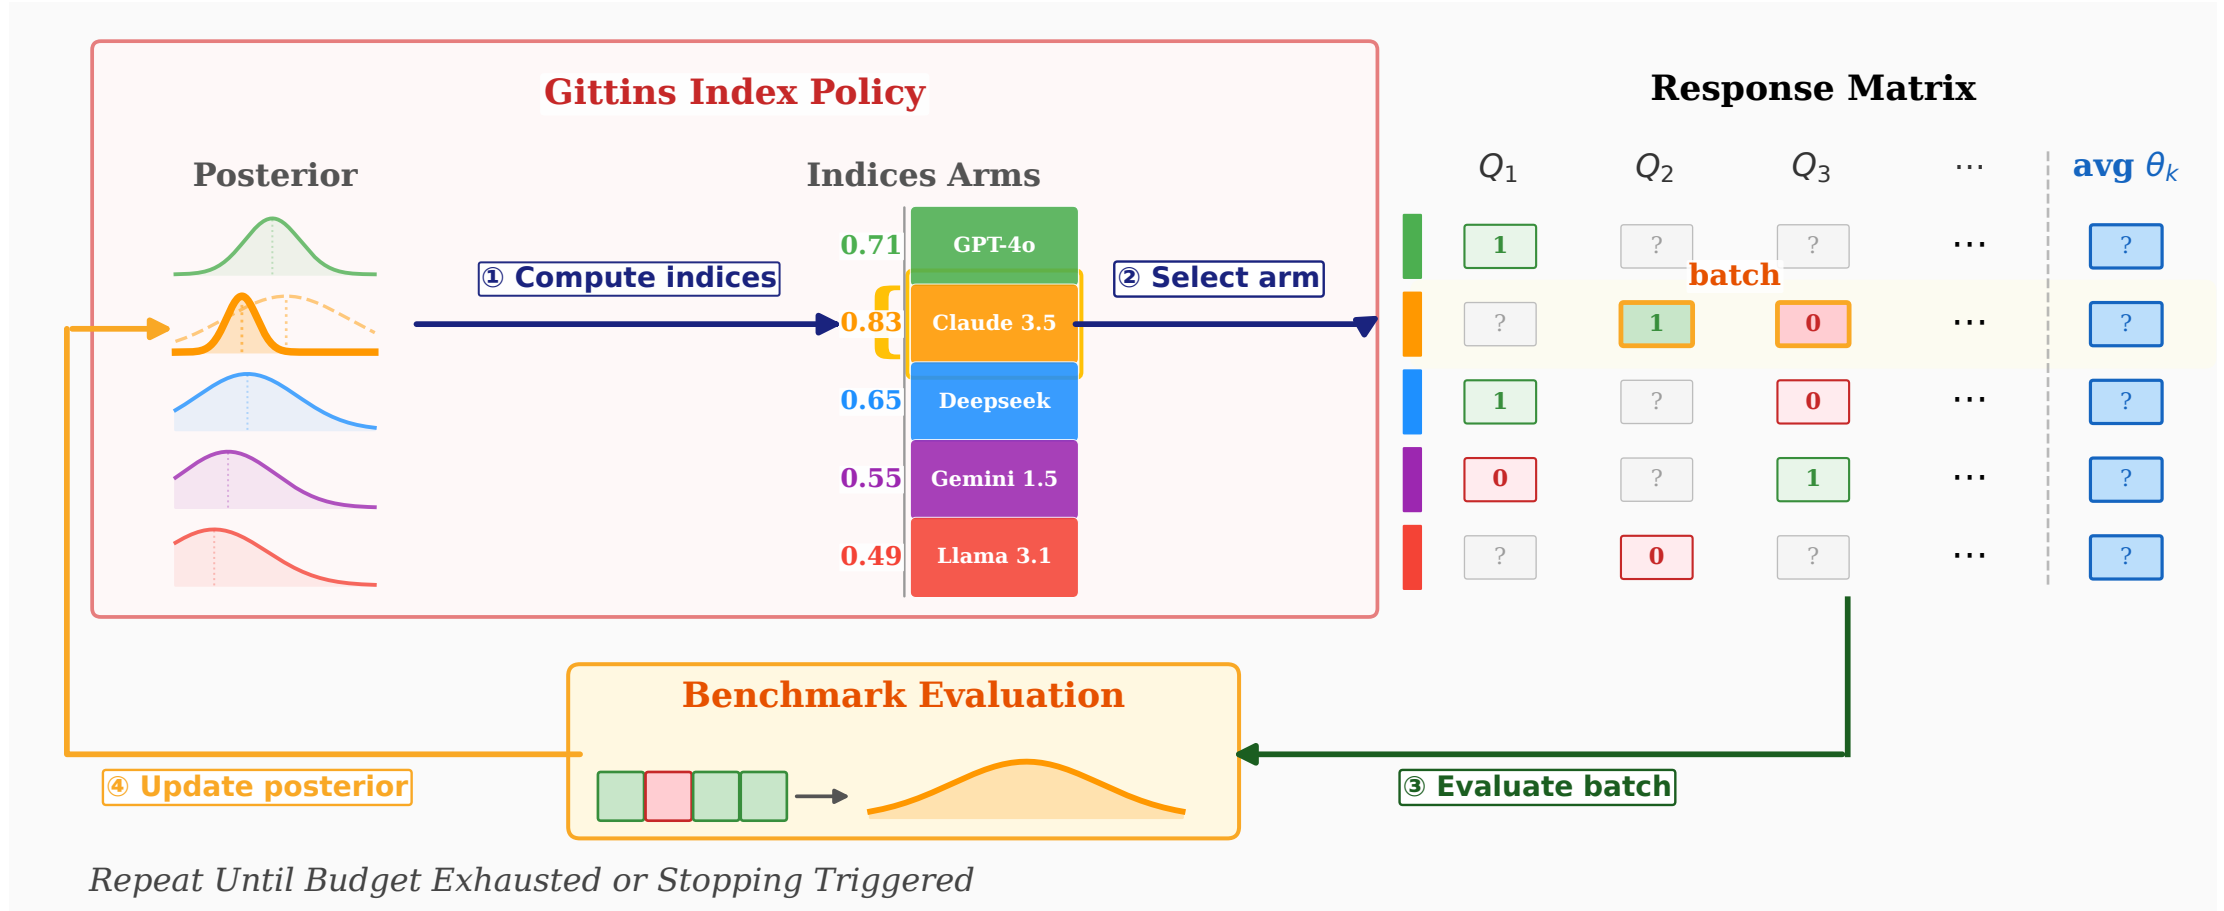 Gittins Index Policy
Response Matrix
Posterior
Indices Arms
Q1 Q2 Q3 ⋯ avg θk
① Compute indices
② Select arm
0.71 GPT-4o
1 ? ? ⋯ ?
batch
0.83 Claude 3.5
? 1 0 ⋯ ?
0.65 Deepseek
1 ? 0 ⋯ ?
0.55 Gemini 1.5
0 ? 1 ⋯ ?
0.49 Llama 3.1
? 0 ? ⋯ ?
Benchmark Evaluation
④ Update posterior
③ Evaluate batch
Repeat Until Budget Exhausted or Stopping Triggered